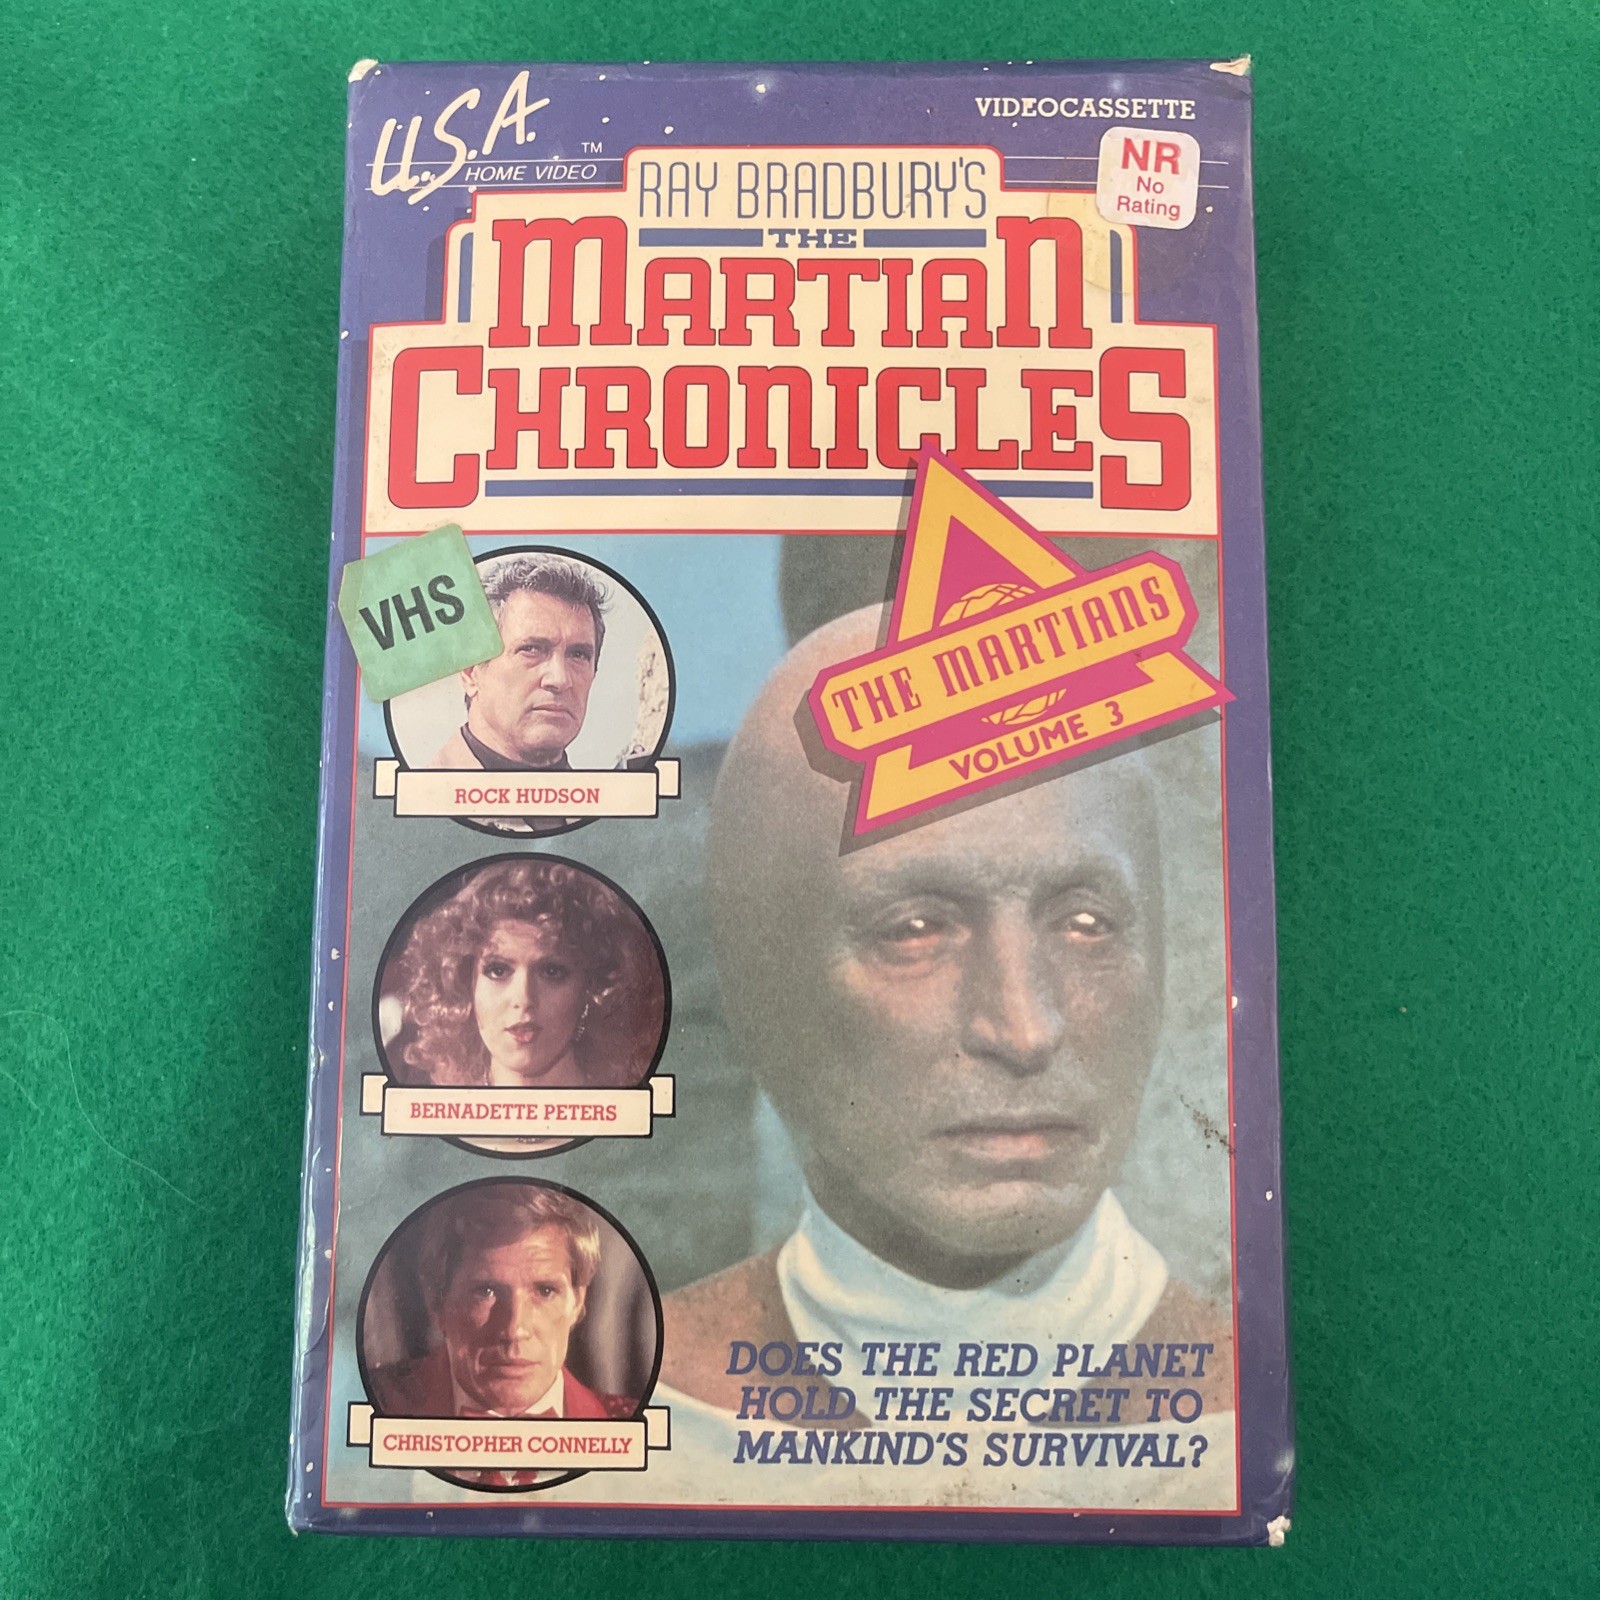 U.S.A.
HOME VIDEO ™
VIDEOCASSETTE
NR
No
Rating
RAY BRADBURY'S
THE
MARTIAN
CHRONICLES
THE MARTIANS
VOLUME 3
VHS
ROCK HUDSON
BERNADETTE PETERS
CHRISTOPHER CONNELLY
DOES THE RED PLANET
HOLD THE SECRET TO
MANKIND'S SURVIVAL?